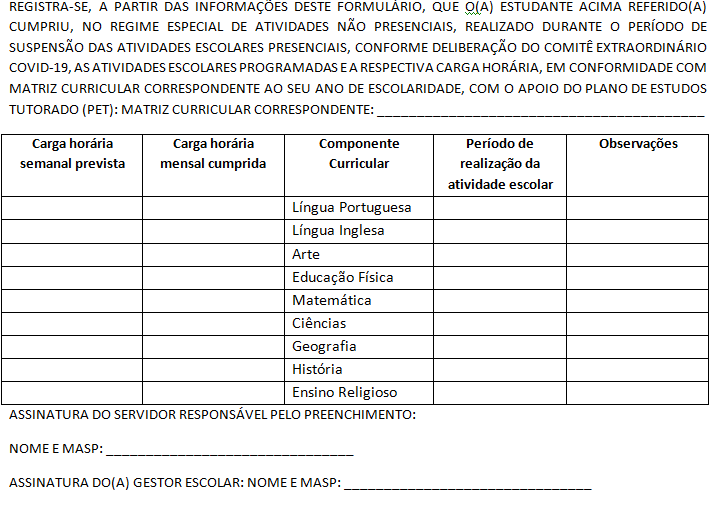 REGISTRA-SE, A PARTIR DAS INFORMAÇÕES DESTE FORMULÁRIO, QUE O(A) ESTUDANTE ACIMA REFERIDO(A)
CUMPRIU, NO REGIME ESPECIAL DE ATIVIDADES NÃO PRESENCIAIS, REALIZADO DURANTE O PERÍODO DE
SUSPENSÃO DAS ATIVIDADES ESCOLARES PRESENCIAIS, CONFORME DELIBERAÇÃO DO COMITÊ EXTRAORDINÁRIO
COVID-19, AS ATIVIDADES ESCOLARES PROGRAMADAS E A RESPECTIVA CARGA HORÁRIA, EM CONFORMIDADE COM
MATRIZ CURRICULAR CORRESPONDENTE AO SEU ANO DE ESCOLARIDADE, COM O APOIO DO PLANO DE ESTUDOS
TUTORADO (PET): MATRIZ CURRICULAR CORRESPONDENTE: __________________________________________
Carga horária semanal prevista | Carga horária mensal cumprida | Componente Curricular | Período de realização da atividade escolar | Observações
Língua Portuguesa
Língua Inglesa
Arte
Educação Física
Matemática
Ciências
Geografia
História
Ensino Religioso
ASSINATURA DO SERVIDOR RESPONSÁVEL PELO PREENCHIMENTO:
NOME E MASP: ________________________________
ASSINATURA DO(A) GESTOR ESCOLAR: NOME E MASP: ________________________________